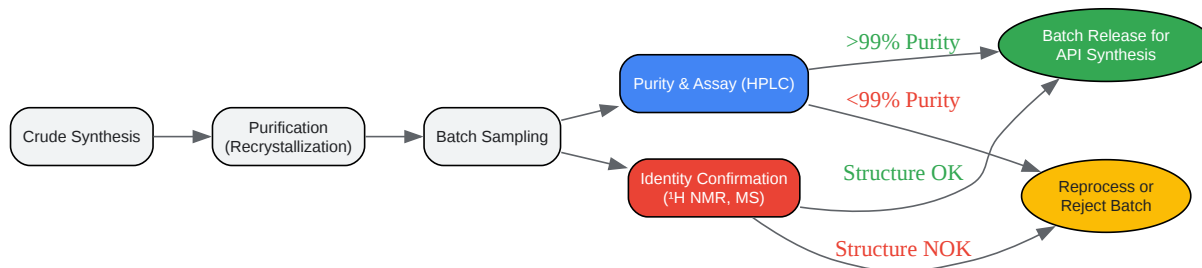 Crude Synthesis
Purification
(Recrystallization)
Batch Sampling
Purity & Assay (HPLC)
Identity Confirmation
(¹H NMR, MS)
>99% Purity
<99% Purity
Structure OK
Structure NOK
Batch Release for
API Synthesis
Reprocess or
Reject Batch